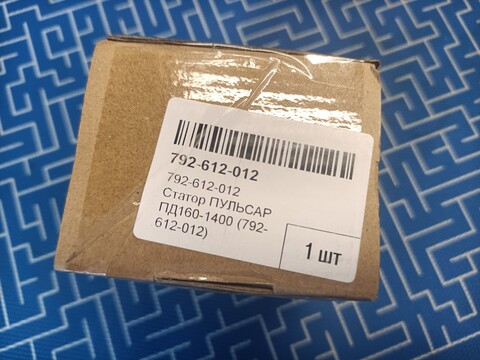 792-612-012
792-612-012
Статор ПУЛЬСАР
ПД160-1400 (792-
612-012)
1 шт